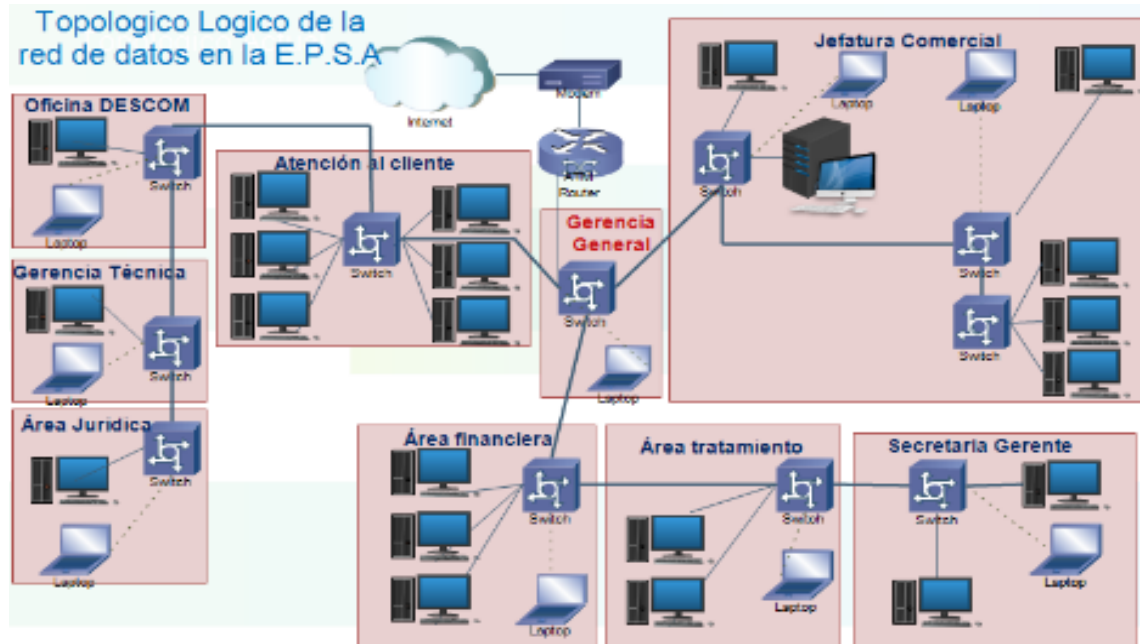 Topologico Logico de la
red de datos en la E.P.S.A
Internet
Modem
Router
Oficina DESCOM
Switch
Laptop
Atención al cliente
Switch
Gerencia
General
Switch
Laptop
Jefatura Comercial
Laptop
Laptop
Switch
Switch
Switch
Gerencia Técnica
Switch
Laptop
Área Jurídica
Switch
Laptop
Área financiera
Switch
Laptop
Área tratamiento
Switch
Laptop
Secretaria Gerente
Switch
Laptop